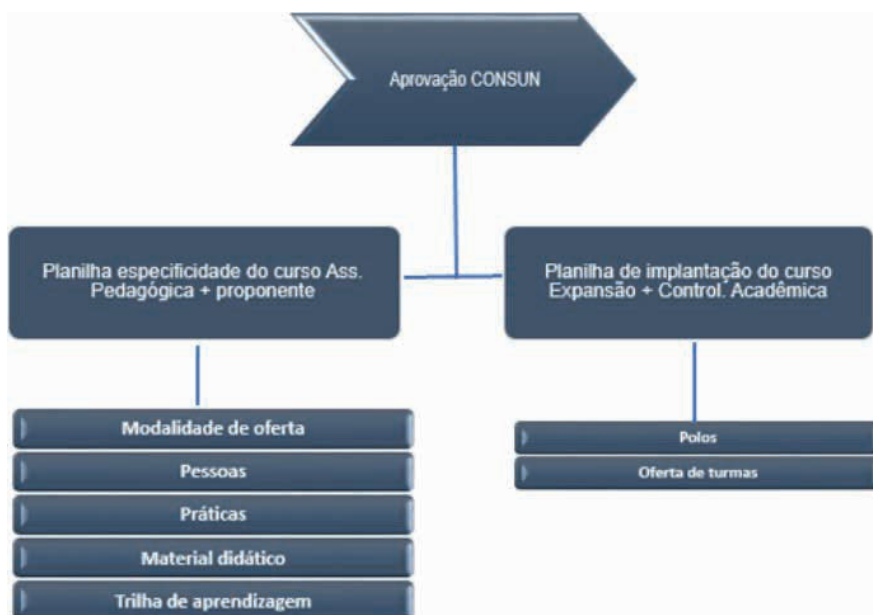 Aprovação CONSUN
Planilha especificidade do curso Ass.
Pedagógica + proponente
Planilha de implantação do curso
Expansão + Control. Acadêmica
Modalidade de oferta
Pessoas
Práticas
Material didático
Trilha de aprendizagem
Polos
Oferta de turmas